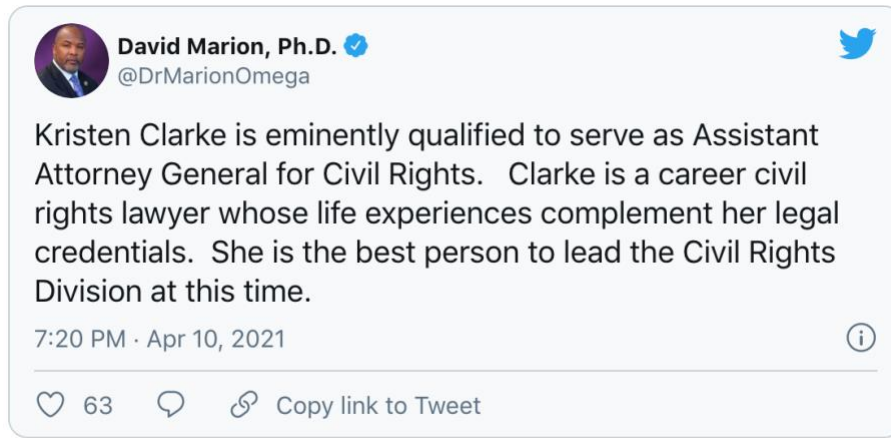 David Marion, Ph.D.
@DrMarionOmega
Kristen Clarke is eminently qualified to serve as Assistant
Attorney General for Civil Rights.   Clarke is a career civil
rights lawyer whose life experiences complement her legal
credentials.  She is the best person to lead the Civil Rights
Division at this time.
7:20 PM · Apr 10, 2021
63
Copy link to Tweet